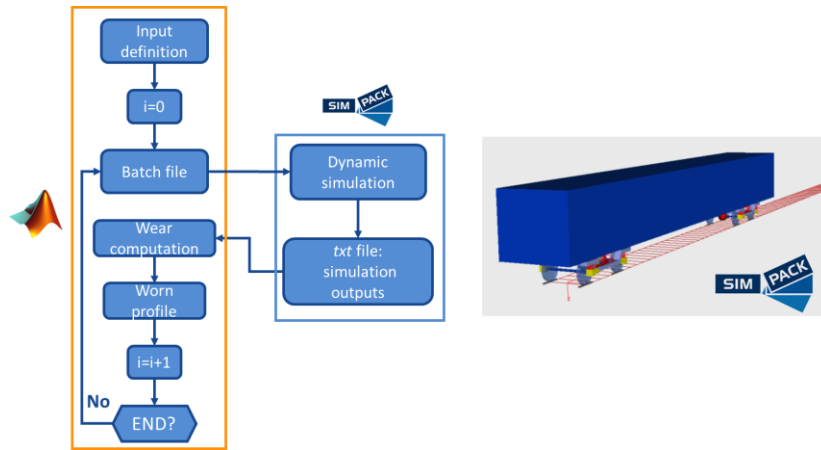 Input
definition
i=0
Batch file
Wear
computation
Worn
profile
i=i+1
No
END?
SIM
PACK
Dynamic
simulation
txt file:
simulation
outputs
SIM
PACK